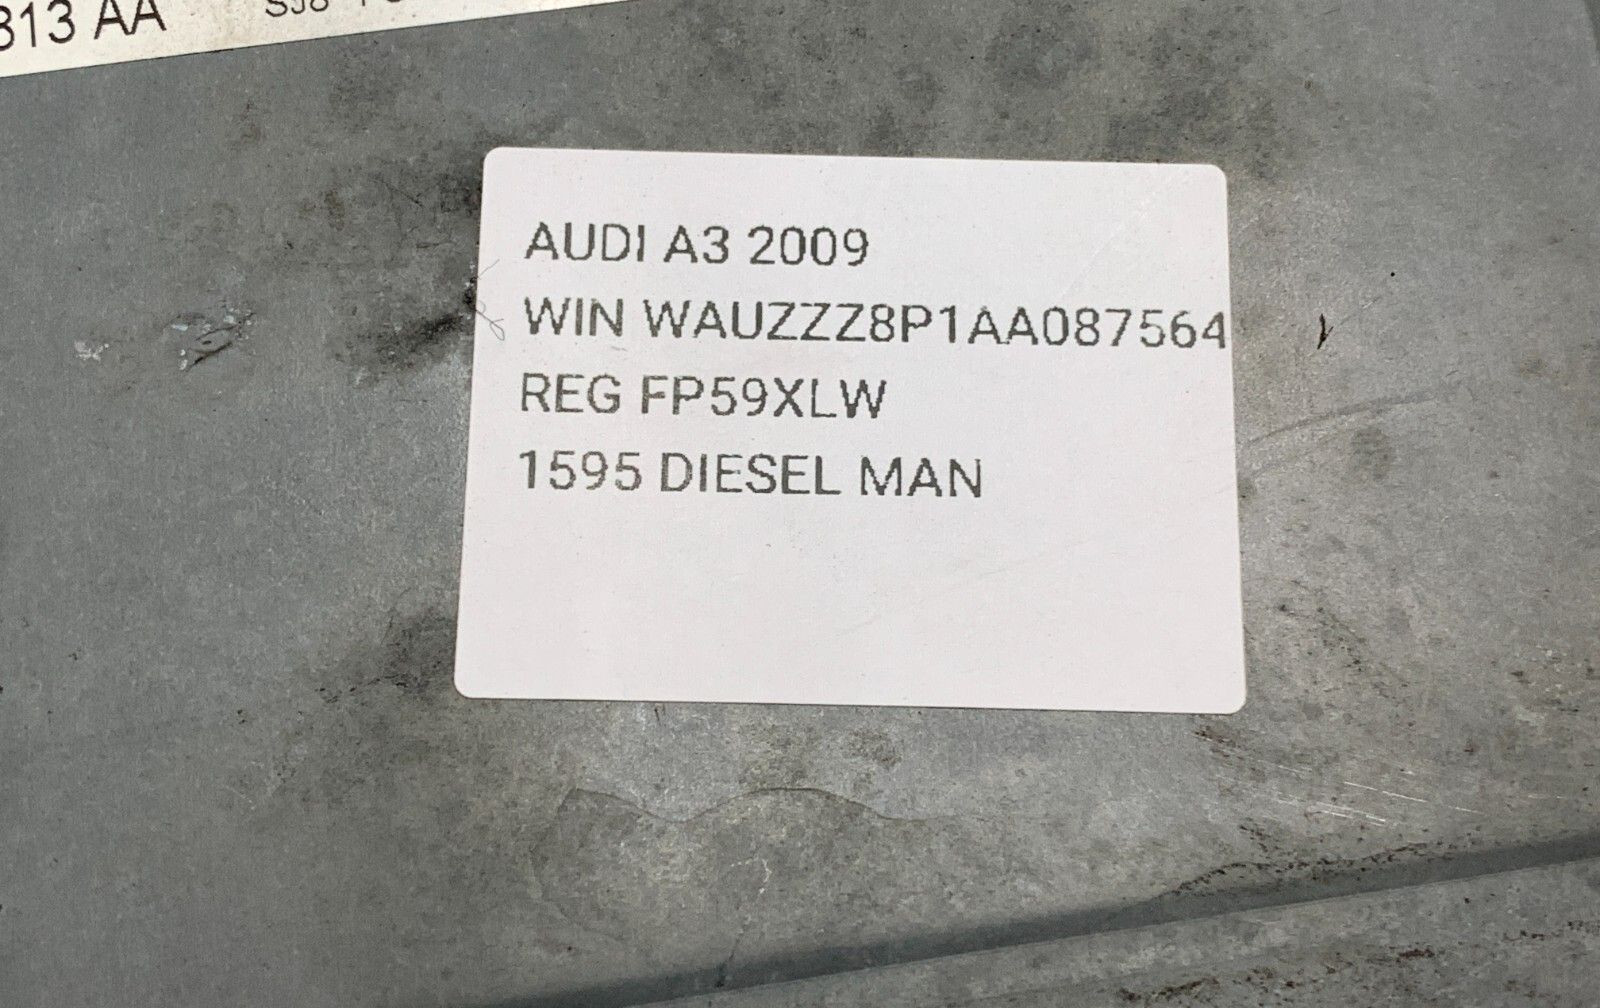 813 AA
AUDI A3 2009
WIN WAUZZZ8P1AA087564
REG FP59XLW
1595 DIESEL MAN